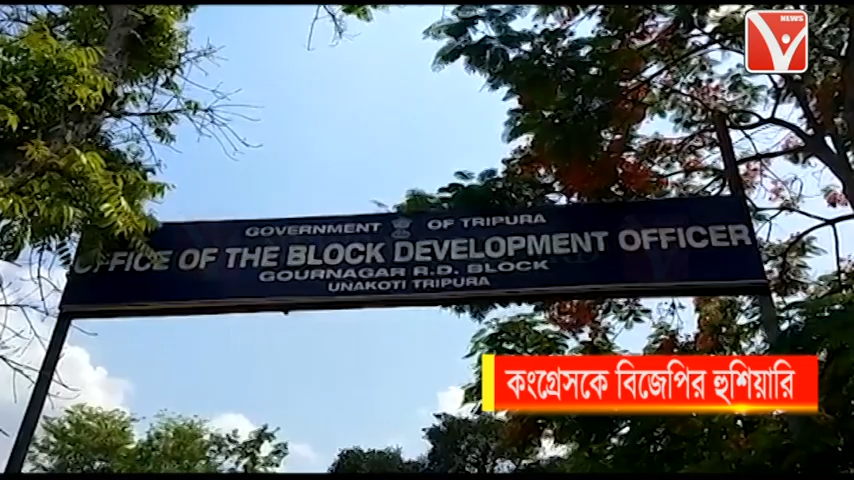 NEWS
GOVERNMENT OF TRIPURA
OFFICE OF THE BLOCK DEVELOPMENT OFFICER
GOURNAGAR R.D. BLOCK
UNAKOTI TRIPURA
কংগ্রেসকে বিজেপির হুশিয়ারি